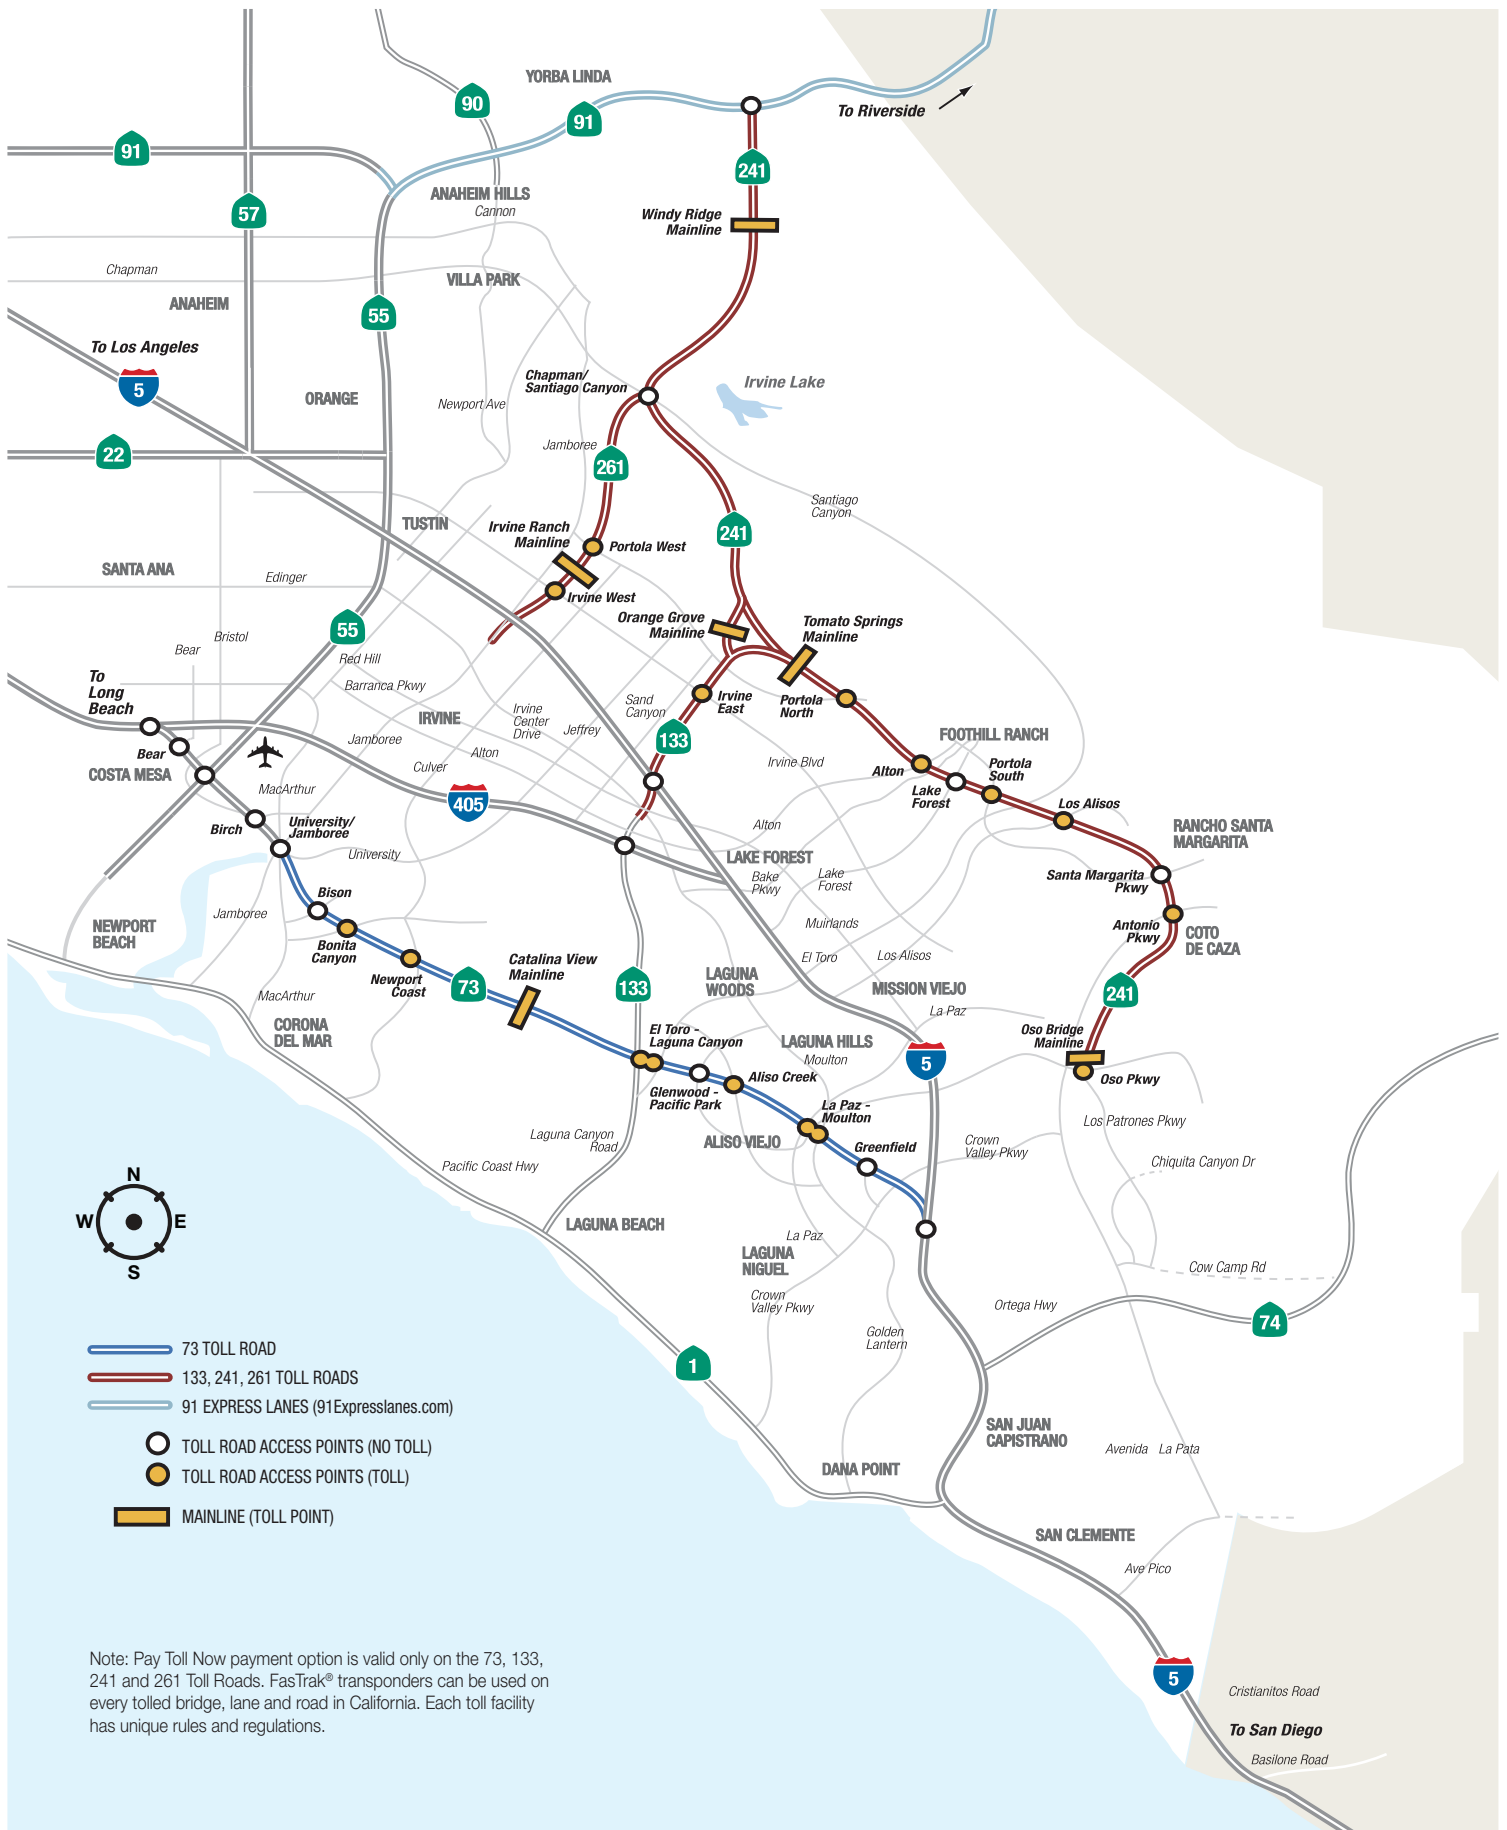 YORBA LINDA
90
91
To Riverside
91
241
57
ANAHEIM HILLS
Cannon
Windy Ridge
Mainline
Chapman
VILLA PARK
ANAHEIM
55
To Los Angeles
5
Chapman/
Santiago Canyon
Irvine Lake
ORANGE
Newport Ave
22
Jamboree
261
Santiago
Canyon
TUSTIN
Irvine Ranch
Mainline
241
Portola West
SANTA ANA
Edinger
Irvine West
Orange Grove
Mainline
Tomato Springs
Mainline
55
Bristol
Bear
Red Hill
To
Long
Beach
Barranca Pkwy
Sand
Canyon
Irvine
East
Portola
North
IRVINE
Irvine
Center
Drive
Jeffrey
133
FOOTHILL RANCH
Bear
Jamboree
Alton
Irvine Blvd
Culver
Alton
Portola
South
COSTA MESA
MacArthur
405
Lake
Forest
Los Alisos
Birch
University/
Jamboree
Alton
RANCHO SANTA
MARGARITA
University
LAKE FOREST
Bake
Pkwy
Lake
Forest
Santa Margarita
Pkwy
Bison
Jamboree
NEWPORT
BEACH
Bonita
Canyon
Muirlands
Antonio
Pkwy
COTO
DE CAZA
El Toro
Los Alisos
Newport
Coast
Catalina View
Mainline
73
133
LAGUNA
WOODS
MISSION VIEJO
241
MacArthur
La Paz
CORONA
DEL MAR
El Toro -
Laguna Canyon
LAGUNA HILLS
Moulton
5
Oso Bridge
Mainline
Aliso Creek
Oso Pkwy
Glenwood -
Pacific Park
La Paz -
Moulton
Los Patrones Pkwy
Laguna Canyon
Road
ALISO VIEJO
Greenfield
Crown
Valley Pkwy
Chiquita Canyon Dr
Pacific Coast Hwy
N
W
E
S
LAGUNA BEACH
La Paz
LAGUNA
NIGUEL
Cow Camp Rd
Crown
Valley Pkwy
Ortega Hwy
74
Golden
Lantern
1
73 TOLL ROAD
133, 241, 261 TOLL ROADS
91 EXPRESS LANES (91Expresslanes.com)
TOLL ROAD ACCESS POINTS (NO TOLL)
TOLL ROAD ACCESS POINTS (TOLL)
MAINLINE (TOLL POINT)
SAN JUAN
CAPISTRANO
Avenida La Pata
DANA POINT
SAN CLEMENTE
Ave Pico
Note: Pay Toll Now payment option is valid only on the 73, 133,
241 and 261 Toll Roads. FasTrak® transponders can be used on
every tolled bridge, lane and road in California. Each toll facility
has unique rules and regulations.
5
Cristianitos Road
To San Diego
Basilone Road